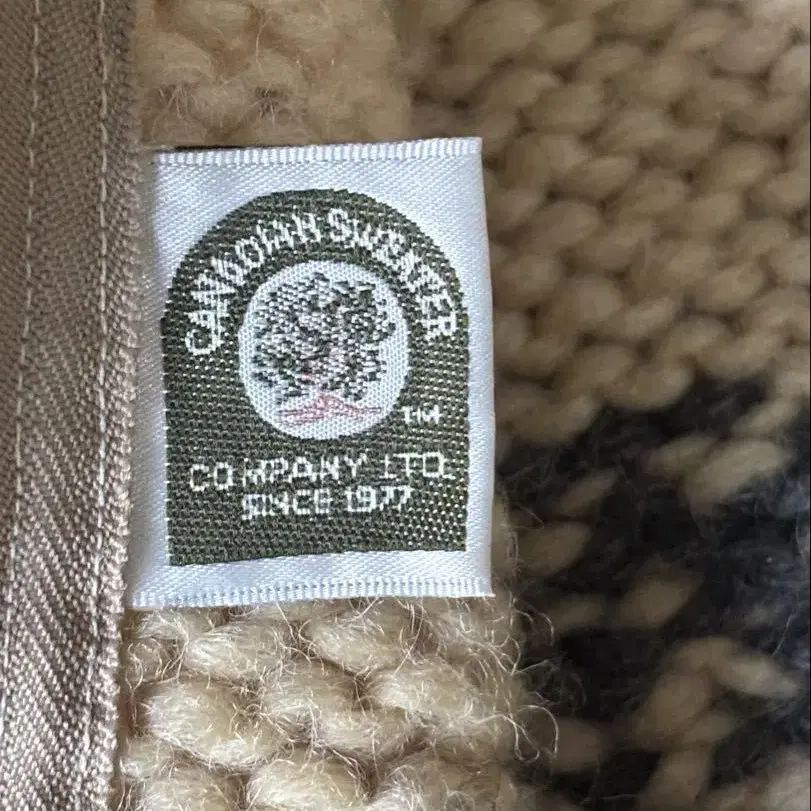 CANADIAN SWEATER
TM
COMPANY LTD.
SINCE 1977